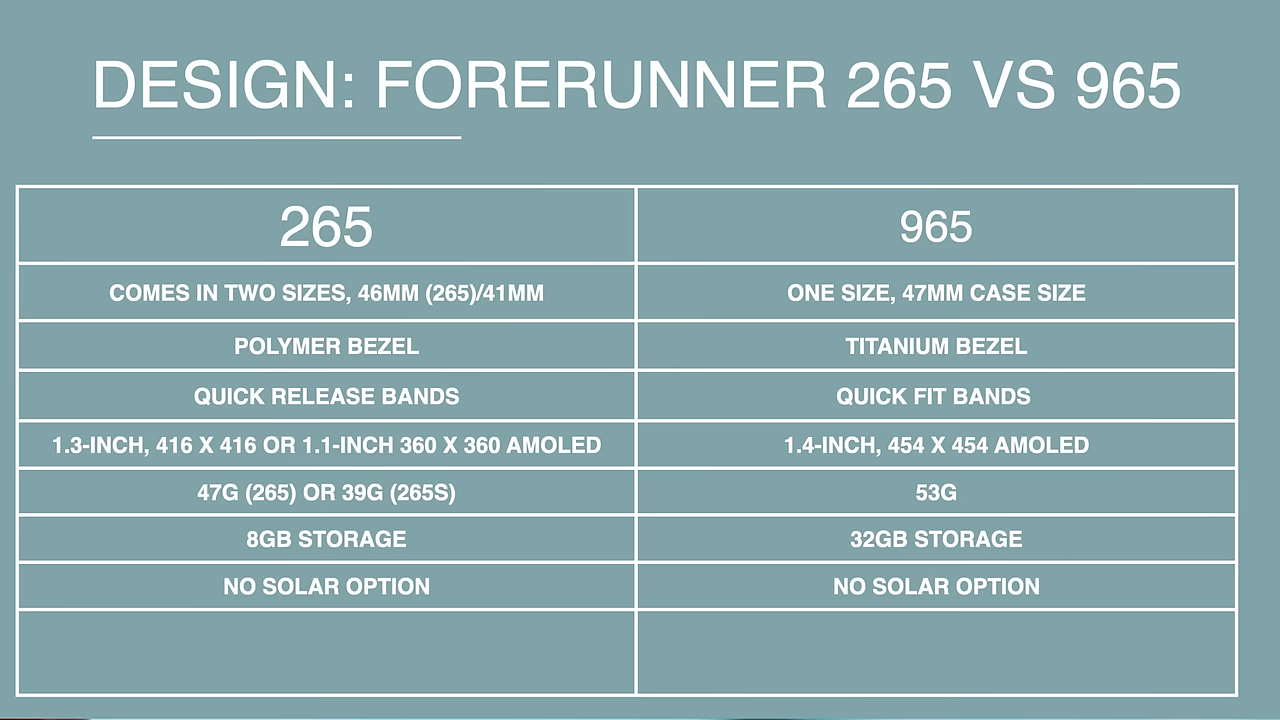 DESIGN: FORERUNNER 265 VS 965
265
965
COMES IN TWO SIZES, 46MM (265)/41MM
ONE SIZE, 47MM CASE SIZE
POLYMER BEZEL
TITANIUM BEZEL
QUICK RELEASE BANDS
QUICK FIT BANDS
1.3-INCH, 416 X 416 OR 1.1-INCH 360 X 360 AMOLED
1.4-INCH, 454 X 454 AMOLED
47G (265) OR 39G (265S)
53G
8GB STORAGE
32GB STORAGE
NO SOLAR OPTION
NO SOLAR OPTION